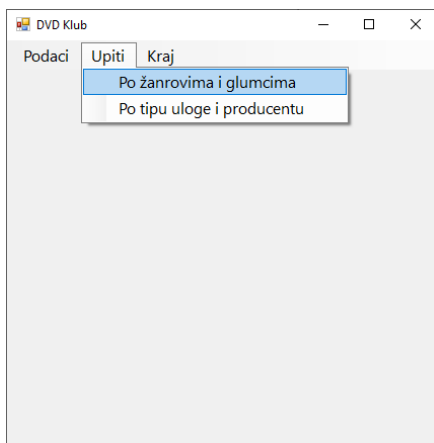 DVD Klub
Podaci Upiti Kraj
Po žanrovima i glumcima
Po tipu uloge i producentu